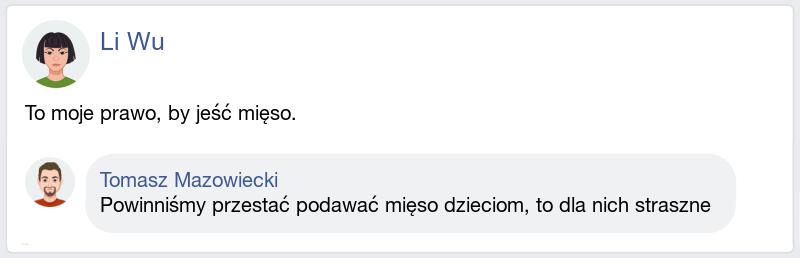 Li Wu
To moje prawo, by jeść mięso.
Tomasz Mazowiecki
Powinniśmy przestać podawać mięso dzieciom, to dla nich straszne